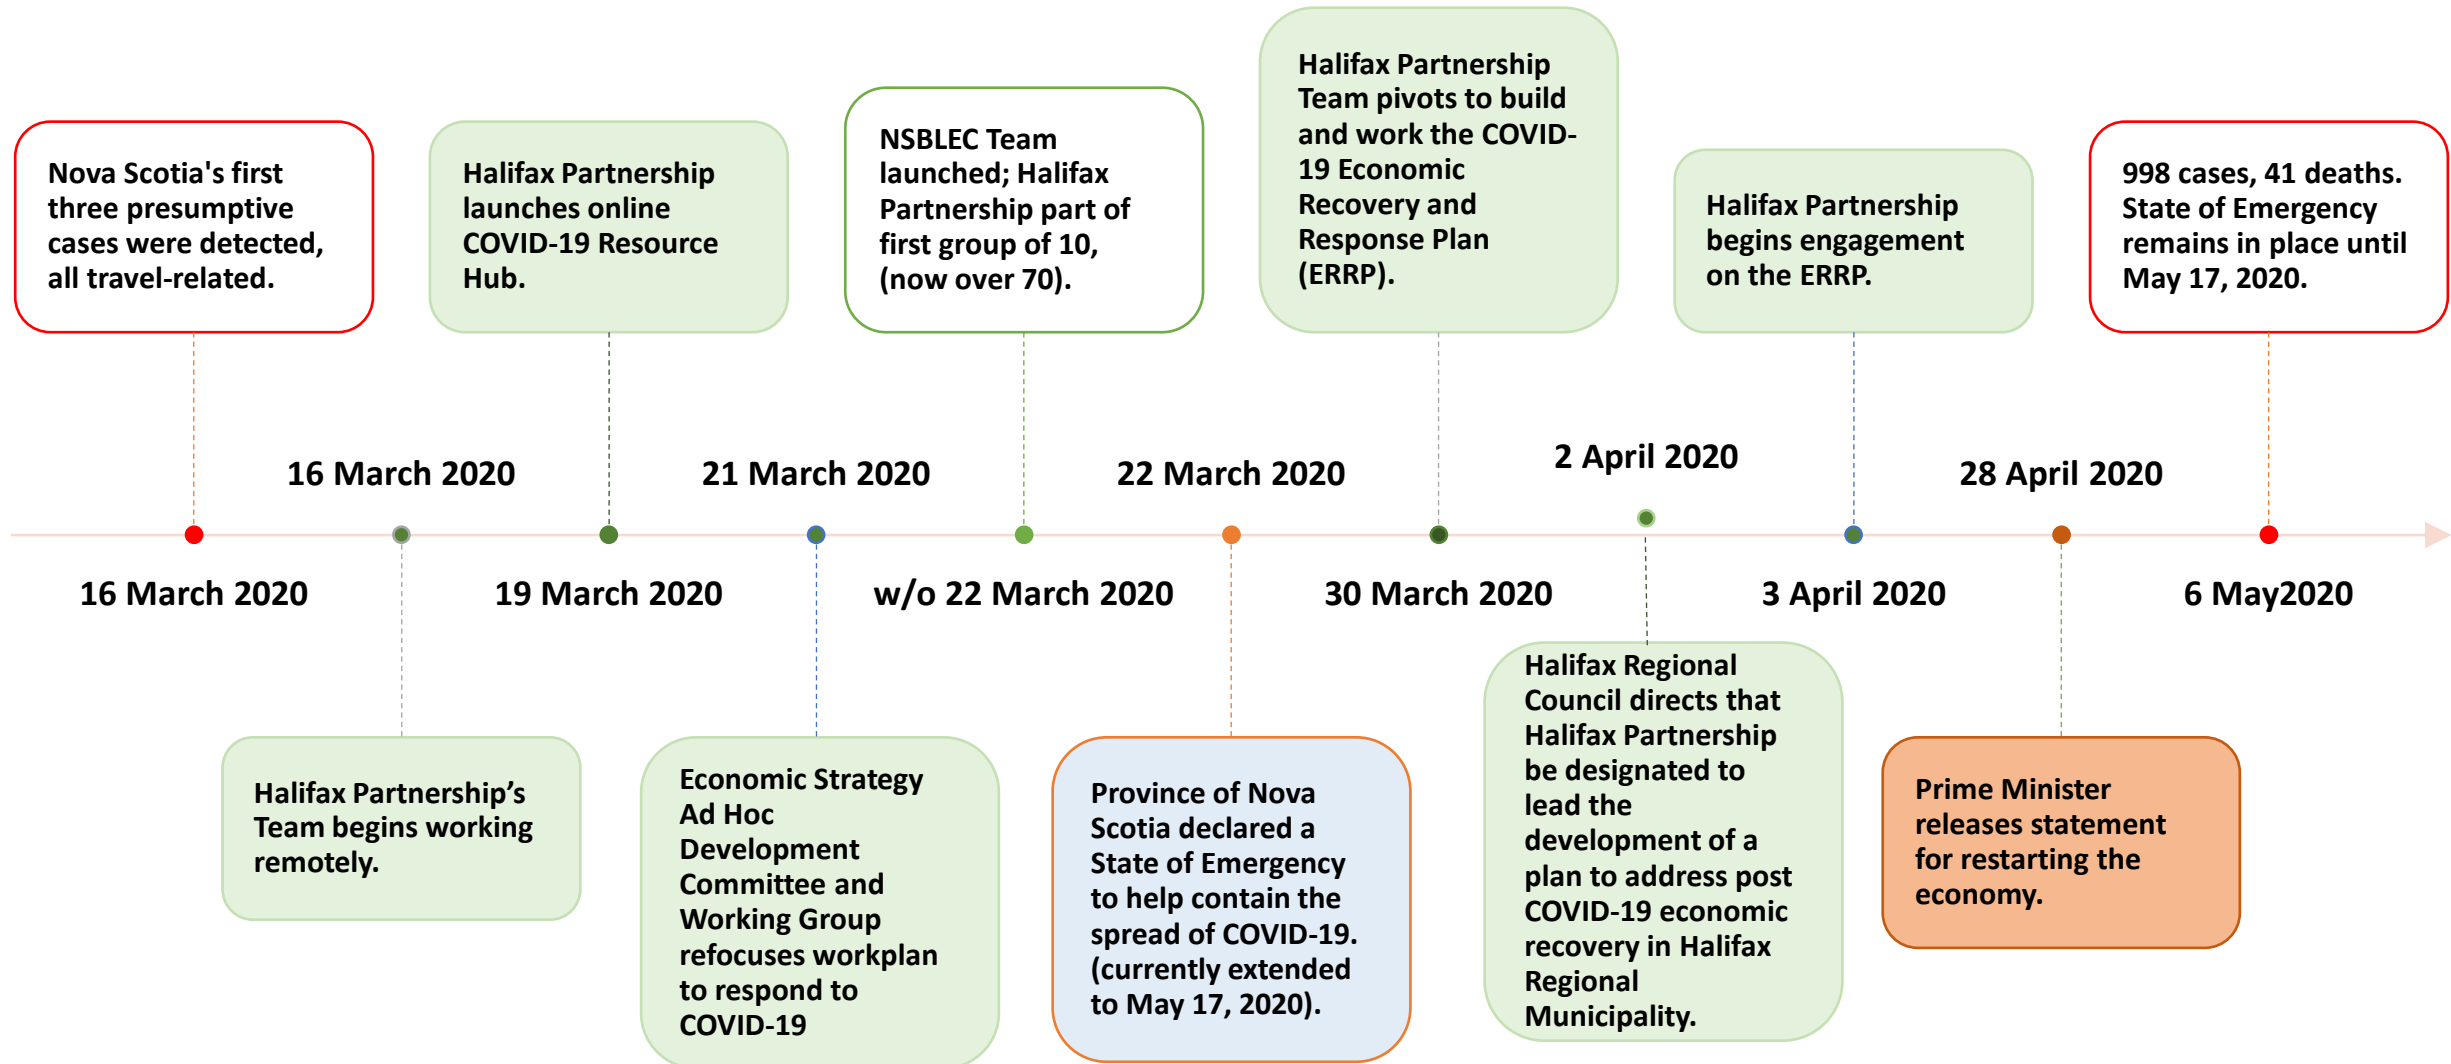 Nova Scotia's first
three presumptive
cases were detected,
all travel-related.
16 March 2020
16 March 2020
Halifax Partnership’s
Team begins working
remotely.
Halifax Partnership
launches online
COVID-19 Resource
Hub.
19 March 2020
21 March 2020
Economic Strategy
Ad Hoc
Development
Committee and
Working Group
refocuses workplan
to respond to
COVID-19
NSBLEC Team
launched; Halifax
Partnership part of
first group of 10,
(now over 70).
w/o 22 March 2020
22 March 2020
Province of Nova
Scotia declared a
State of Emergency
to help contain the
spread of COVID-19.
(currently extended
to May 17, 2020).
Halifax Partnership
Team pivots to build
and work the COVID-
19 Economic
Recovery and
Response Plan
(ERRP).
30 March 2020
2 April 2020
Halifax Regional
Council directs that
Halifax Partnership
be designated to
lead the
development of a
plan to address post
COVID-19 economic
recovery in Halifax
Regional
Municipality.
Halifax Partnership
begins engagement
on the ERRP.
3 April 2020
28 April 2020
Prime Minister
releases statement
for restarting the
economy.
998 cases, 41 deaths.
State of Emergency
remains in place until
May 17, 2020.
6 May2020